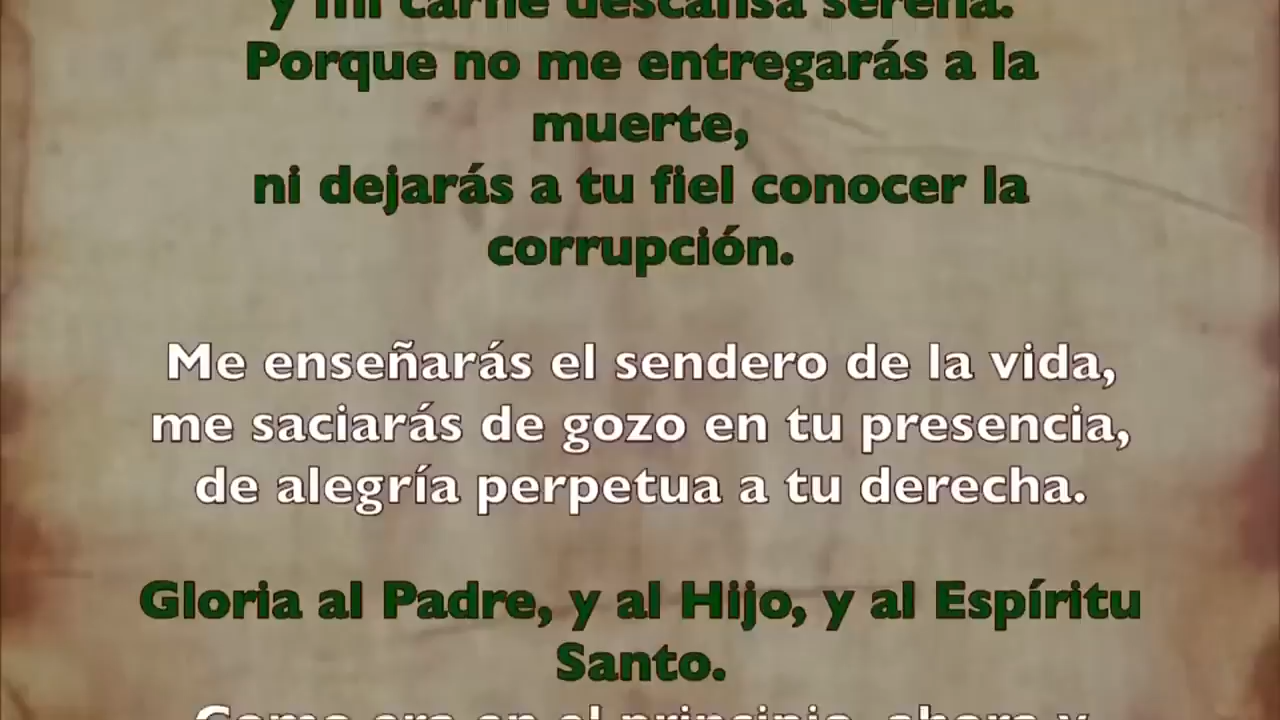 y mi carne descansa serena.
Porque no me entregarás a la
muerte,
ni dejarás a tu fiel conocer la
corrupción.
Me enseñarás el sendero de la vida,
me saciarás de gozo en tu presencia,
de alegría perpetua a tu derecha.
Gloria al Padre, y al Hijo, y al Espíritu
Santo.
Como era en el principio, ahora y